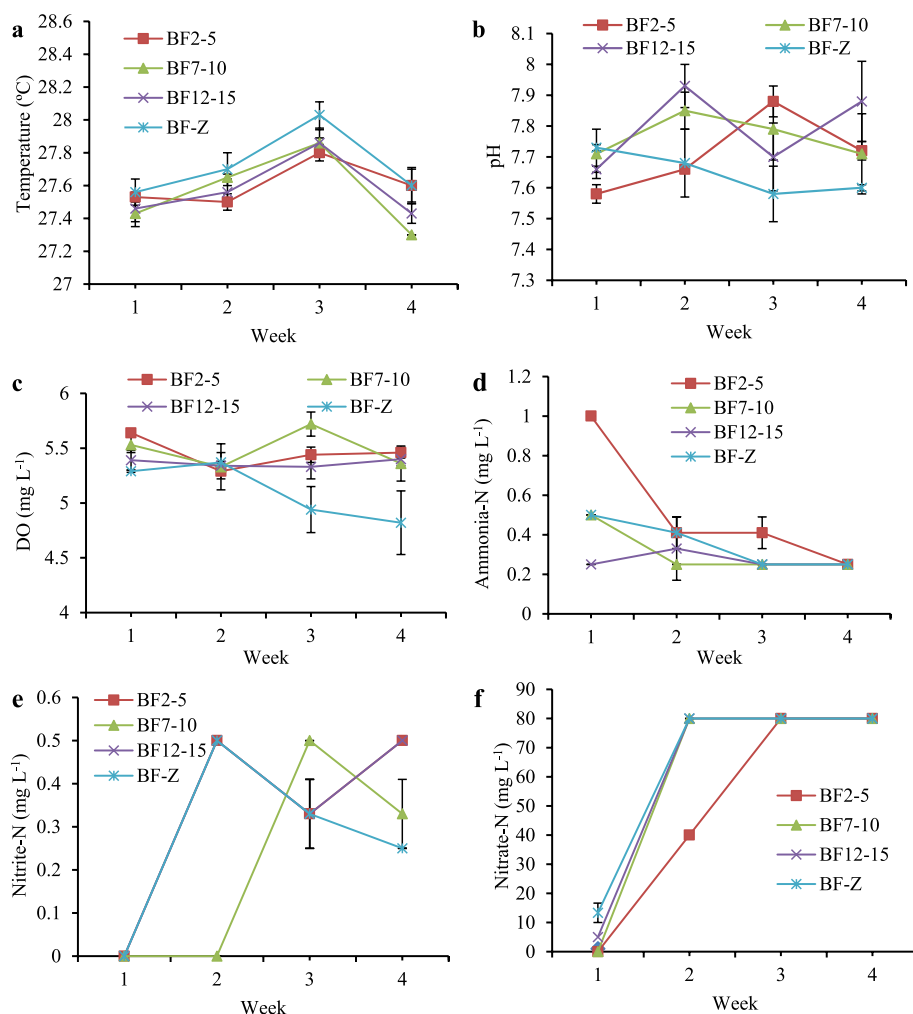 a
BF2-5
BF7-10
BF12-15
BF-Z
Temperature (ºC)
28.6
28.4
28.2
28
27.8
27.6
27.4
27.2
27
1 2 3 4
Week
b
BF2-5 BF7-10
BF12-15 BF-Z
pH
8.1
8
7.9
7.8
7.7
7.6
7.5
7.4
7.3
1 2 3 4
Week
c
BF2-5 BF7-10
BF12-15 BF-Z
DO (mg L-1)
6
5.5
5
4.5
4
1 2 3 4
Week
d
BF2-5
BF7-10
BF12-15
BF-Z
Ammonia-N (mg L-1)
1.2
1
0.8
0.6
0.4
0.2
0
1 2 3 4
Week
e
BF2-5
BF7-10
BF12-15
BF-Z
Nitrite-N (mg L-1)
0.6
0.5
0.4
0.3
0.2
0.1
0
1 2 3 4
Week
f
BF2-5
BF7-10
BF12-15
BF-Z
Nitrate-N (mg L-1)
90
80
70
60
50
40
30
20
10
0
1 2 3 4
Week